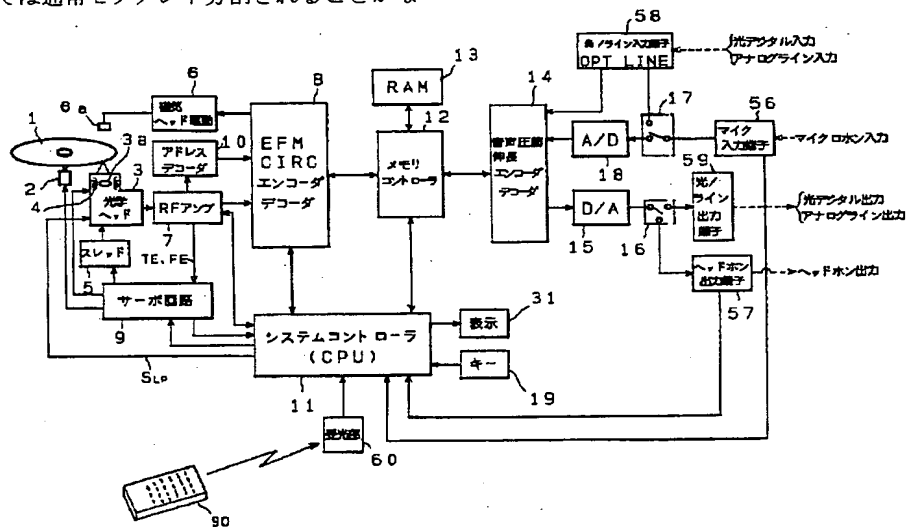 58
光/ライン入力端子
OPT LINE
光デジタル入力
アナログライン入力
6
8
13
RAM
14
12
17
56
6a
磁気
ヘッド駆動
10
1
3a
3
アドレス
デコーダ
EFM
CIRC
エンコーダ
デコーダ
メモリ
コントローラ
音声圧縮
伸長
エンコーダ
デコーダ
A/D
18
マイク
入力端子
マイクロホン入力
59
2
4
光学
ヘッド
RFアンプ
7
D/A
15
16
光/
ライン
出力
端子
光デジタル出力
アナログライン出力
スレッド
5
TE,FE
ヘッドホン
出力端子
ヘッドホン出力
57
サーボ回路
9
システムコントローラ
(CPU)
11
31
表示
キー
19
SLP
受光部
60
90